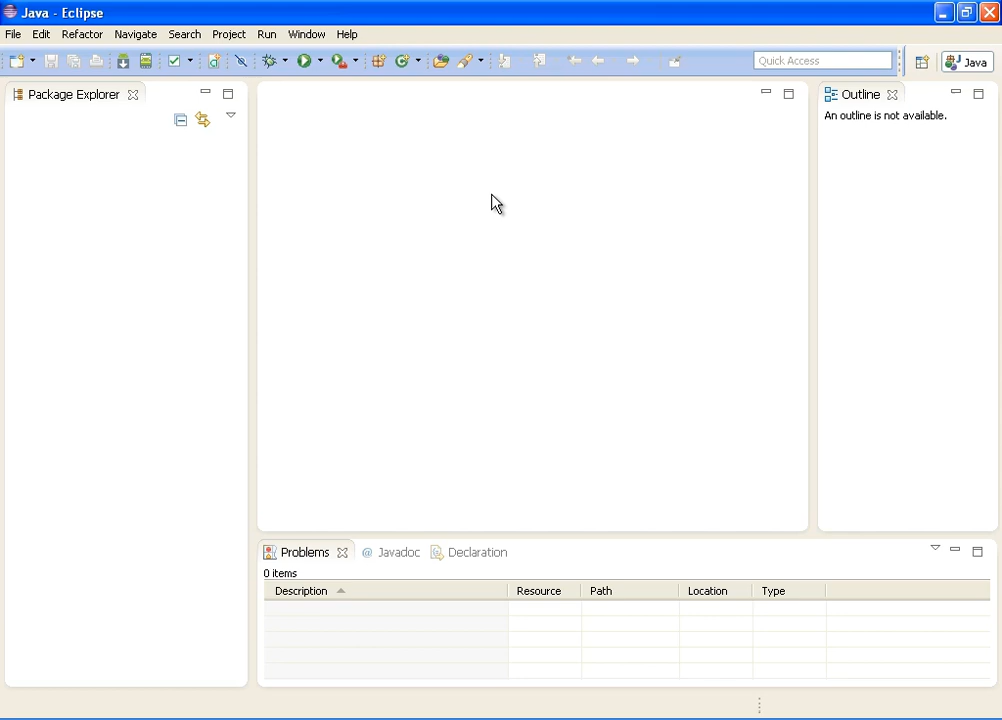 Java - Eclipse
File Edit Refactor Navigate Search Project Run Window Help
Quick Access
Java
Package Explorer
Outline
An outline is not available.
Problems @ Javadoc Declaration
0 items
Description Resource Path Location Type